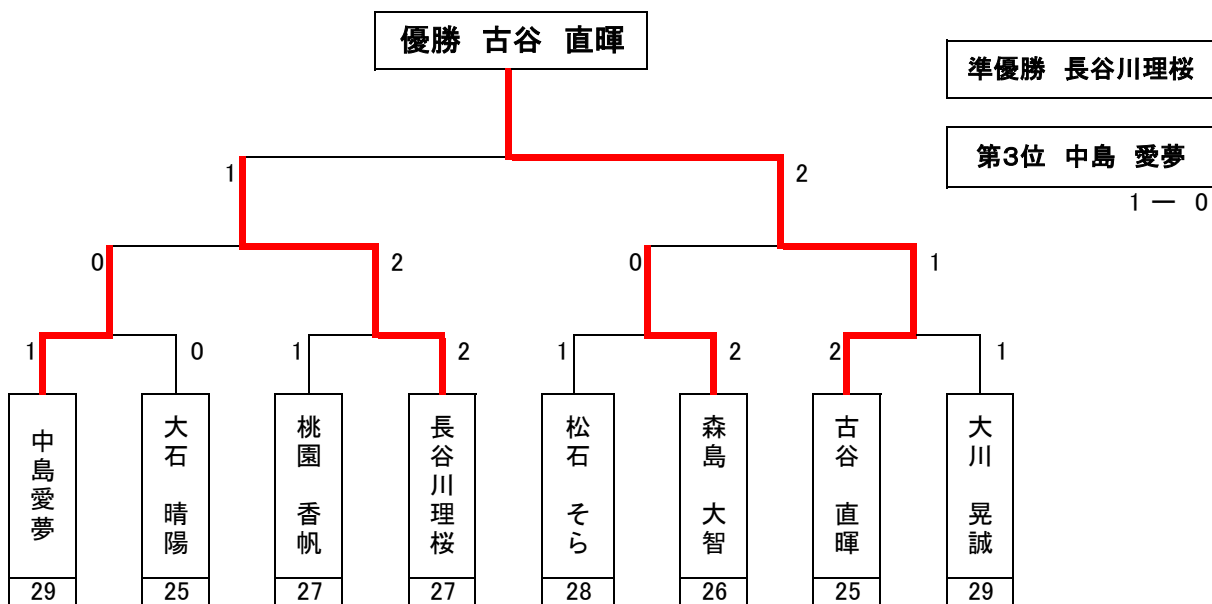 優勝 古谷 直暉
準優勝 長谷川理桜
第3位 中島 愛夢
1 ー 0
1
2
0
2
0
1
1
0
1
2
1
2
2
1
中島愛夢
大石 晴陽
桃園 香帆
長谷川理桜
松石 そら
森島 大智
古谷 直暉
大川 晃誠
29
25
27
27
28
26
25
29